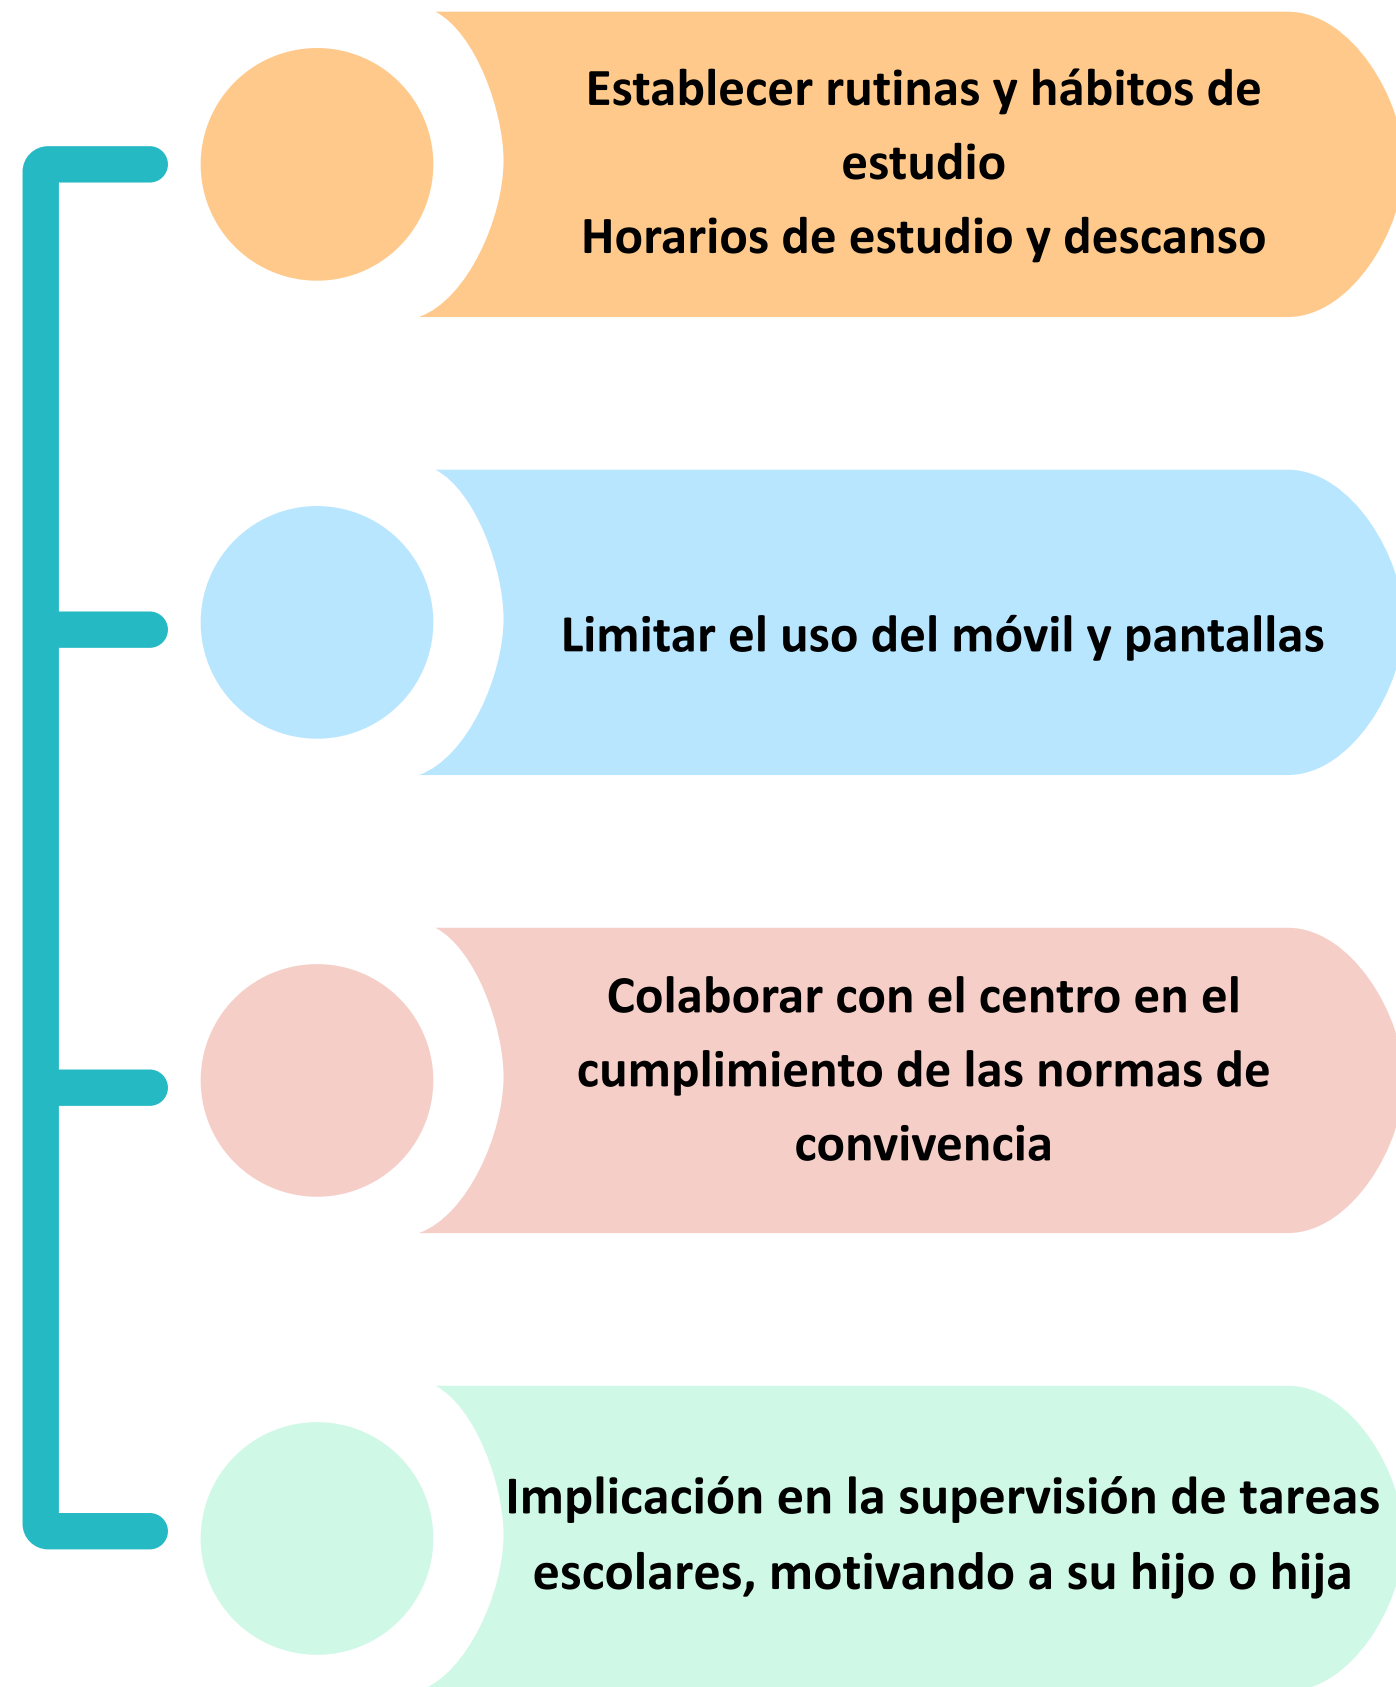 Establecer rutinas y hábitos de
estudio
Horarios de estudio y descanso
Limitar el uso del móvil y pantallas
Colaborar con el centro en el
cumplimiento de las normas de
convivencia
Implicación en la supervisión de tareas
escolares, motivando a su hijo o hija